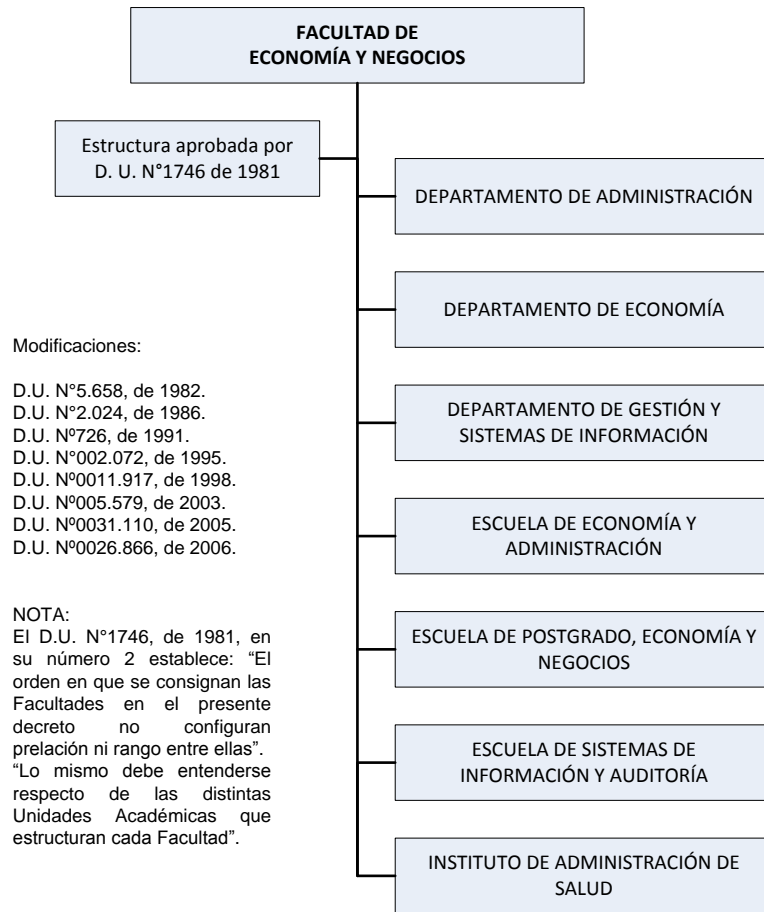 FACULTAD DE
ECONOMÍA Y NEGOCIOS
Estructura aprobada por
D. U. N°1746 de 1981
DEPARTAMENTO DE ADMINISTRACIÓN
DEPARTAMENTO DE ECONOMÍA
DEPARTAMENTO DE GESTIÓN Y
SISTEMAS DE INFORMACIÓN
ESCUELA DE ECONOMÍA Y
ADMINISTRACIÓN
ESCUELA DE POSTGRADO, ECONOMÍA Y
NEGOCIOS
ESCUELA DE SISTEMAS DE
INFORMACIÓN Y AUDITORÍA
INSTITUTO DE ADMINISTRACIÓN DE
SALUD
Modificaciones:
D.U. N°5.658, de 1982.
D.U. N°2.024, de 1986.
D.U. Nº726, de 1991.
D.U. N°002.072, de 1995.
D.U. Nº0011.917, de 1998.
D.U. Nº005.579, de 2003.
D.U. Nº0031.110, de 2005.
D.U. Nº0026.866, de 2006.
NOTA:
El D.U. N°1746, de 1981, en
su número 2 establece: “El
orden en que se consignan las
Facultades en el presente
decreto no configuran
prelación ni rango entre ellas”.
“Lo mismo debe entenderse
respecto de las distintas
Unidades Académicas que
estructuran cada Facultad”.